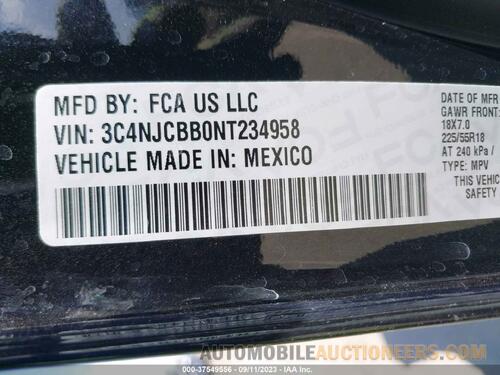 MFD BY: FCA US LLC
VIN: 3C4NJCBB0NT234958
VEHICLE MADE IN: MEXICO
DATE OF MFR
GAWR FRONT:
18X7.0
225/55R18
AT 240 kPa /
TYPE: MPV
THIS VEHIC
SAFETY
AUTOMOBILEAUCTIONS.COM
000-37549556 - 09/11/2023 - © IAA Inc.